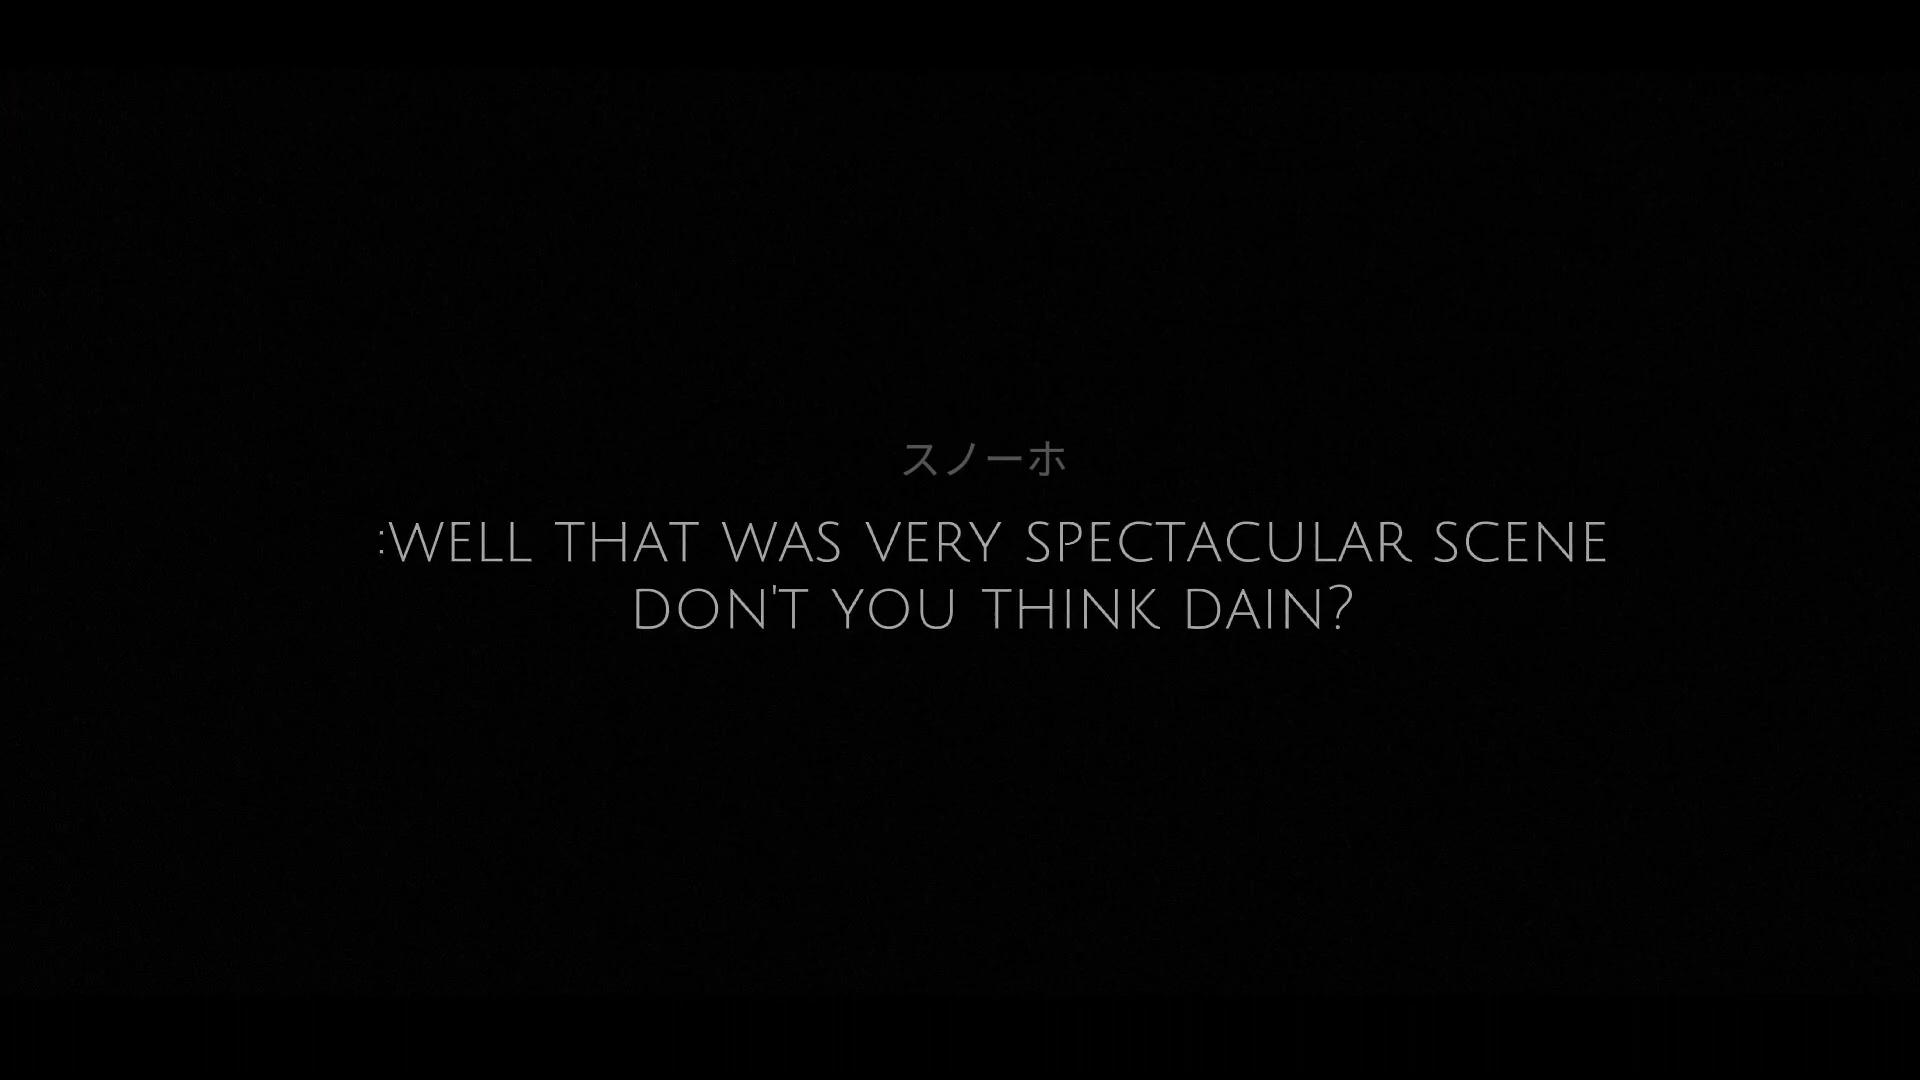 スノーホ
:WELL THAT WAS VERY SPECTACULAR SCENE
DON'T YOU THINK DAIN?